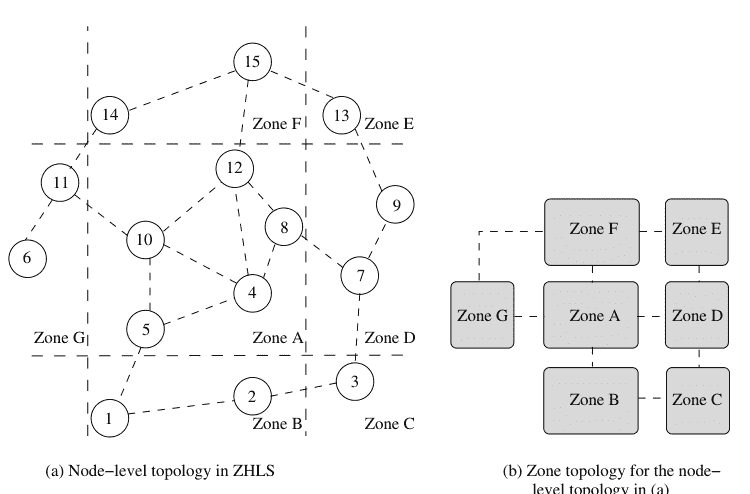 15
14
Zone F
13
Zone E
12
11
9
8
10
6
7
4
5
Zone G
Zone A
Zone D
3
2
1
Zone B
Zone C
(a) Node−level topology in ZHLS
Zone F
Zone E
Zone G
Zone A
Zone D
Zone B
Zone C
(b) Zone topology for the node−
level topology in (a)